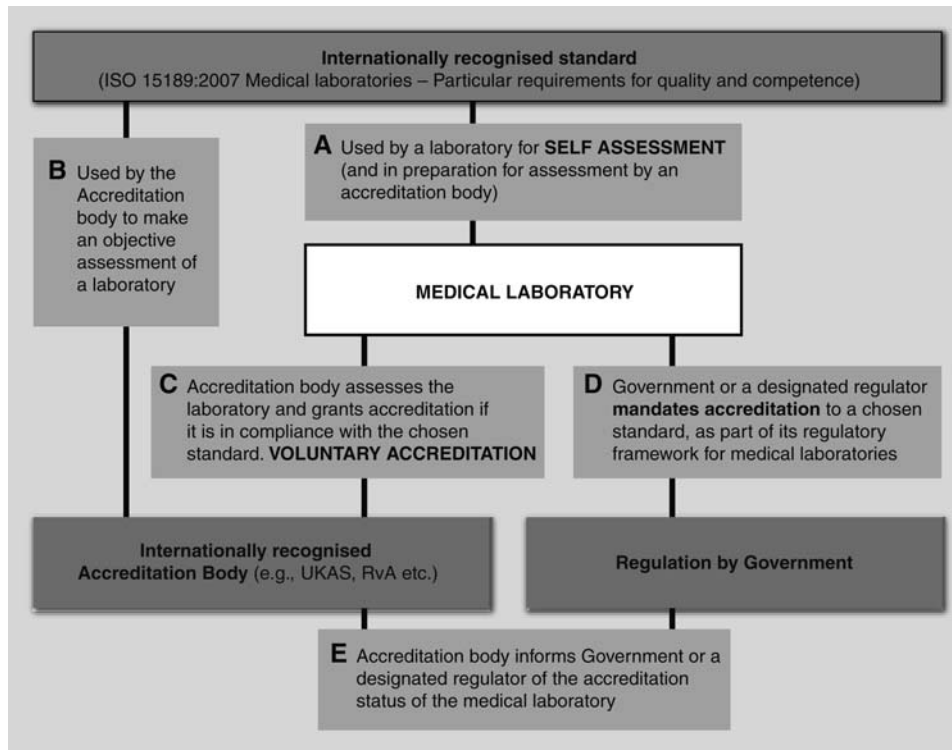 Internationally recognised standard
(ISO 15189:2007 Medical laboratories – Particular requirements for quality and competence)
A Used by a laboratory for SELF ASSESSMENT
(and in preparation for assessment by an
accreditation body)
B Used by the
Accreditation
body to make
an objective
assessment of
a laboratory
MEDICAL LABORATORY
C Accreditation body assesses the
laboratory and grants accreditation if
it is in compliance with the chosen
standard. VOLUNTARY ACCREDITATION
D Government or a designated regulator
mandates accreditation to a chosen
standard, as part of its regulatory
framework for medical laboratories
Internationally recognised
Accreditation Body (e.g., UKAS, RvA etc.)
Regulation by Government
E Accreditation body informs Government or a
designated regulator of the accreditation
status of the medical laboratory